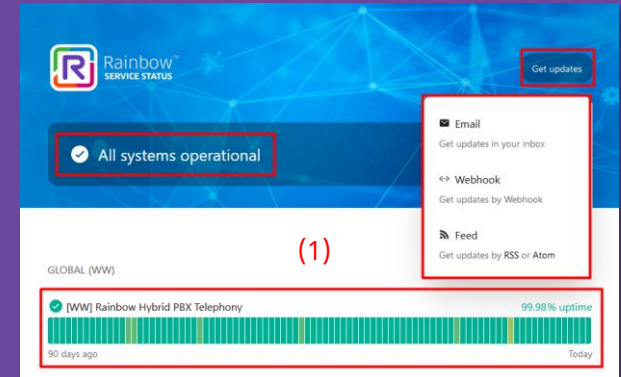 R
Rainbow™
SERVICE STATUS
Get updates
All systems operational
Email
Get updates in your inbox
Webhook
Get updates by Webhook
Feed
Get updates by RSS or Atom
(1)
GLOBAL (WW)
[WW] Rainbow Hybrid PBX Telephony 99.98% uptime
90 days ago Today